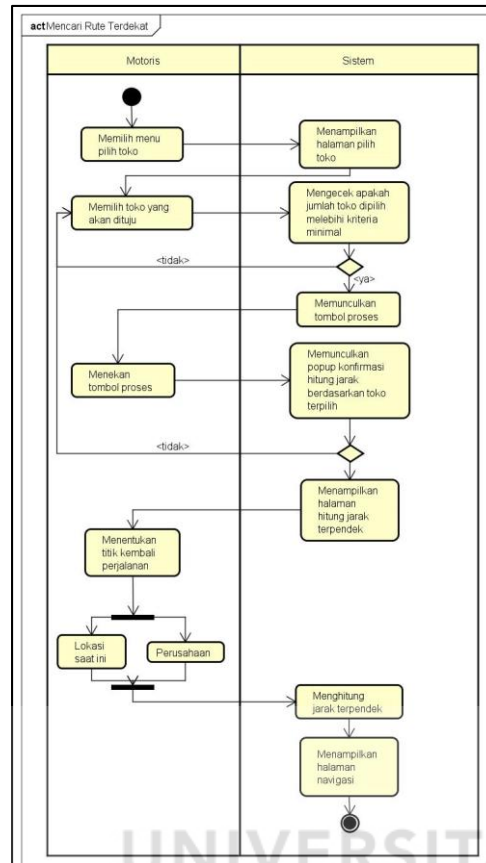 act Mencari Rute Terdekat
Motoris
Sistem
Memilih menu
pilih toko
Menampilkan
halaman pilih
toko
Memilih toko yang
akan dituju
Mengecek apakah
jumlah toko dipilih
melebihi kriteria
minimal
<tidak>
<ya>
Memunculkan
tombol proses
Menekan
tombol proses
Memunculkan
popup konfirmasi
hitung jarak
berdasarkan toko
terpilih
<tidak>
Menampilkan
halaman
hitung jarak
terpendek
Menentukan
titik kembali
perjalanan
Lokasi
saat ini
Perusahaan
Menghitung
jarak terpendek
Menampilkan
halaman
navigasi
UNIVERSIT